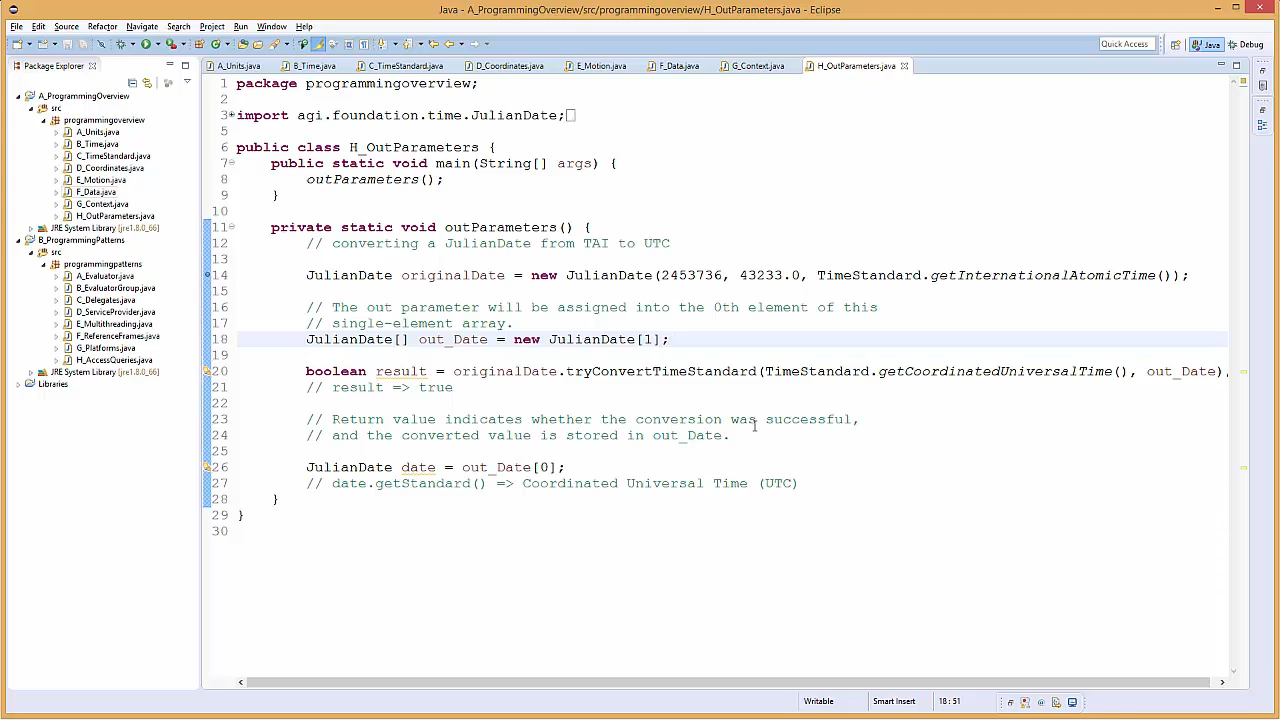 Java - A_ProgrammingOverview/src/programmingoverview/H_OutParameters.java - Eclipse
File Edit Source Refactor Navigate Search Project Run Window Help
Quick Access Java Debug
Package Explorer
A_ProgrammingOverview
src
programmingoverview
A_Units.java
B_Time.java
C_TimeStandard.java
D_Coordinates.java
E_Motion.java
F_Data.java
G_Context.java
H_OutParameters.java
JRE System Library [jre1.8.0_66]
B_ProgrammingPatterns
src
programmingpatterns
A_Evaluator.java
B_EvaluatorGroup.java
C_Delegates.java
D_ServiceProvider.java
E_Multithreading.java
F_ReferenceFrames.java
G_Platforms.java
H_AccessQueries.java
JRE System Library [jre1.8.0_66]
Libraries
A_Units.java B_Time.java C_TimeStandard.java D_Coordinates.java E_Motion.java F_Data.java G_Context.java H_OutParameters.java
1 package programmingoverview;
2
3 import agi.foundation.time.JulianDate;
5
6 public class H_OutParameters {
7 public static void main(String[] args) {
8 outParameters();
9 }
10
11 private static void outParameters() {
12 // converting a JulianDate from TAI to UTC
13
14 JulianDate originalDate = new JulianDate(2453736, 43233.0, TimeStandard.getInternationalAtomicTime());
15
16 // The out parameter will be assigned into the 0th element of this
17 // single-element array.
18 JulianDate[] out_Date = new JulianDate[1];
19
20 boolean result = originalDate.tryConvertTimeStandard(TimeStandard.getCoordinatedUniversalTime(), out_Date);
21 // result => true
22
23 // Return value indicates whether the conversion was successful,
24 // and the converted value is stored in out_Date.
25
26 JulianDate date = out_Date[0];
27 // date.getStandard() => Coordinated Universal Time (UTC)
28 }
29 }
30
Writable Smart Insert 18 : 51